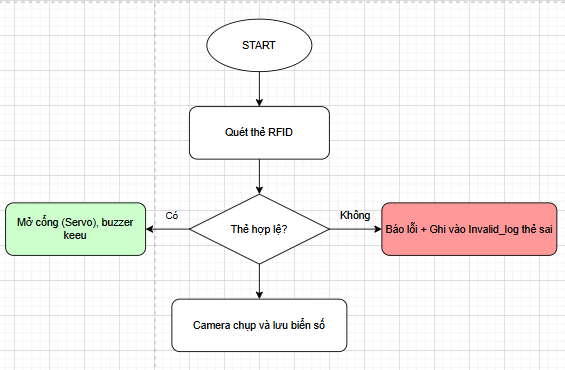 START
Quét thẻ RFID
Có
Không
Mở cổng (Servo), buzzer
keeu
Thẻ hợp lệ?
Báo lỗi + Ghi vào Invalid_log thẻ sai
Camera chụp và lưu biển số